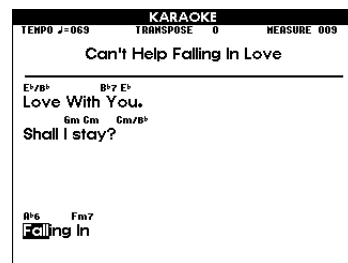 KARAOKE
TEMPO ♩=069 TRANSPOSE 0 MEASURE 009
Can't Help Falling In Love
E♭/B♭ B♭7 E♭
Love With You.
Gm Cm Cm/B♭
Shall I stay?
A♭6 Fm7
Falling In